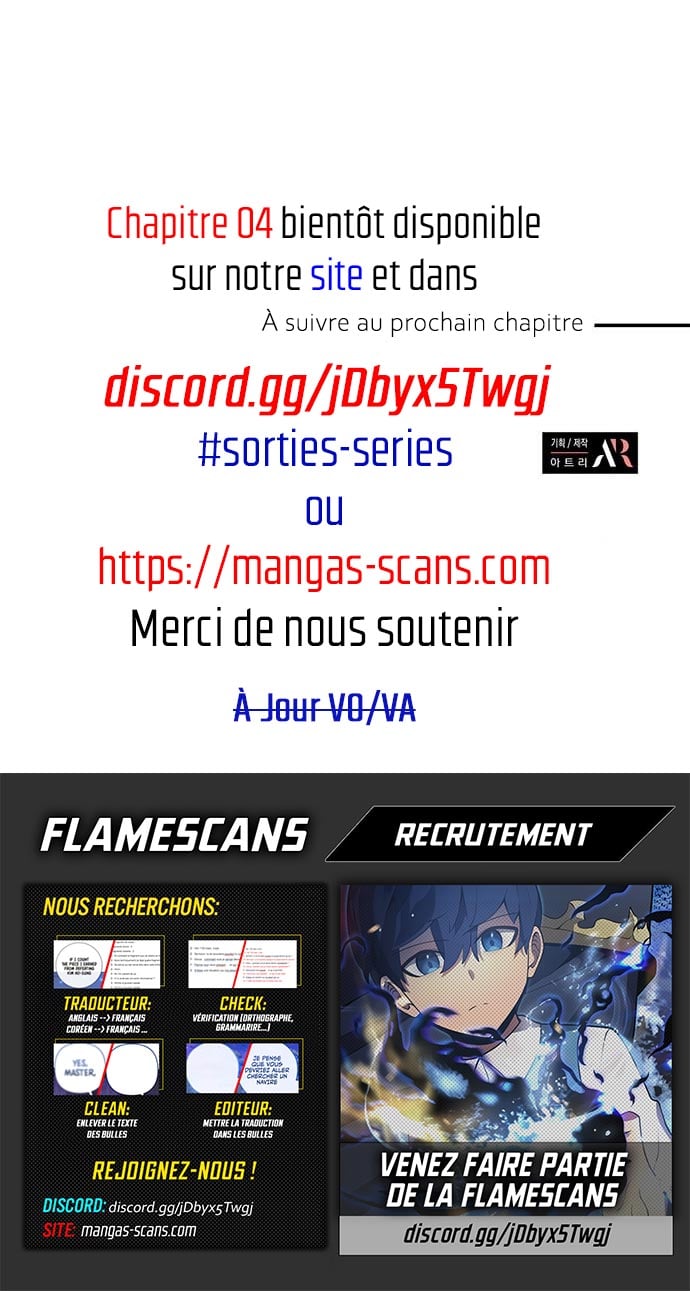 Chapitre 04 bientôt disponible
sur notre site et dans
À suivre au prochain chapitre
discord.gg/jDbyx5Twgj
#sorties-series
기획 / 제작
아트리 AR
ou
https://mangas-scans.com
Merci de nous soutenir
À Jour VO/VA
FLAMESCANS
RECRUTEMENT
NOUS RECHERCHONS:
IF I COUNT
THE PIECE I EARNED
FROM DEFEATING
KIM HO-SUNG
TRADUCTEUR:
ANGLAIS --> FRANÇAIS
CORÉEN --> FRANÇAIS ...
CHECK:
VÉRIFICATION (ORTHOGRAPHE,
GRAMMARIRE...)
YES,
MASTER.
CLEAN:
ENLEVER LE TEXTE
DES BULLES
JE PENSE
QUE VOUS
DEVRIEZ ALLER
CHERCHER UN
NAVIRE
EDITEUR:
METTRE LA TRADUCTION
DANS LES BULLES
REJOIGNEZ-NOUS !
DISCORD: discord.gg/jDbyx5Twgj
SITE: mangas-scans.com
VENEZ FAIRE PARTIE
DE LA FLAMESCANS
discord.gg/jDbyx5Twgj